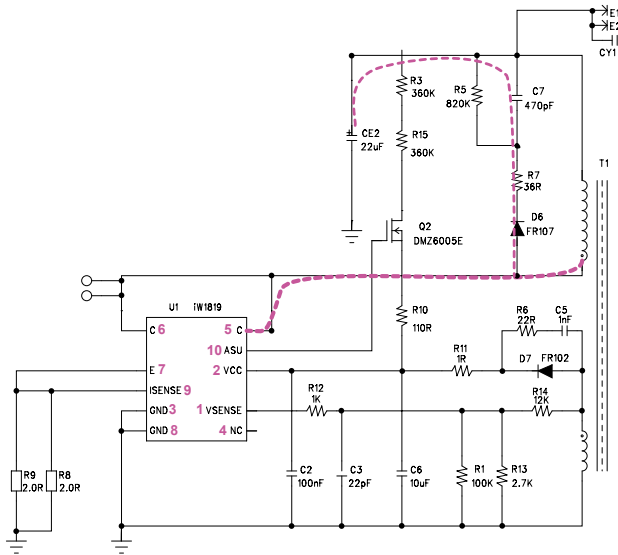 E1
E2
CY1
R3
360K
R5
820K
C7
470pF
CE2
22uF
R15
360K
R7
36R
T1
D6
FR107
Q2
DMZ6005E
U1 iW1819
C 6
5 C
10 ASU
R10
110R
R6
22R
C5
1nF
E 7
2 VCC
R11
1R
D7 FR102
ISENSE 9
R12
1K
R14
12K
GND 3
1 VSENSE
GND 8
4 NC
R9
2.0R
R8
2.0R
C2
100nF
C3
22pF
C6
10uF
R1
100K
R13
2.7K